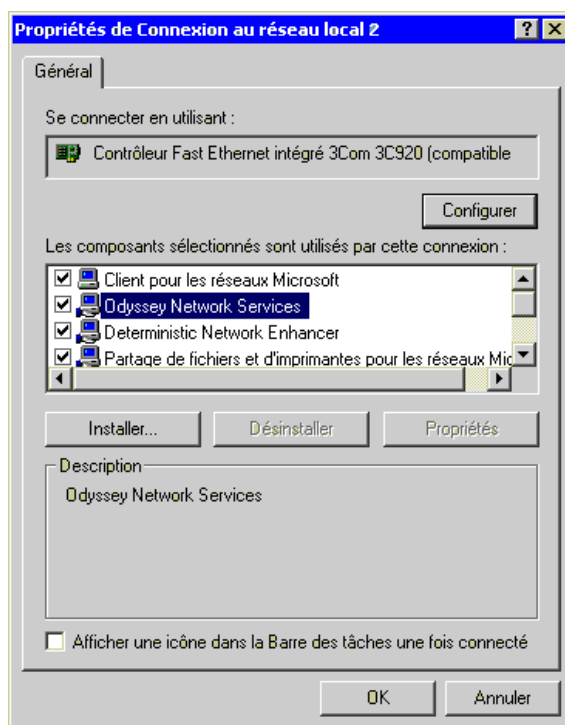 Propriétés de Connexion au réseau local 2
Général
Se connecter en utilisant :
Contrôleur Fast Ethernet intégré 3Com 3C920 (compatible
Configurer
Les composants sélectionnés sont utilisés par cette connexion :
Client pour les réseaux Microsoft
Odyssey Network Services
Deterministic Network Enhancer
Partage de fichiers et d'imprimantes pour les réseaux Mic
Installer... Désinstaller Propriétés
Description
Odyssey Network Services
Afficher une icône dans la Barre des tâches une fois connecté
OK Annuler